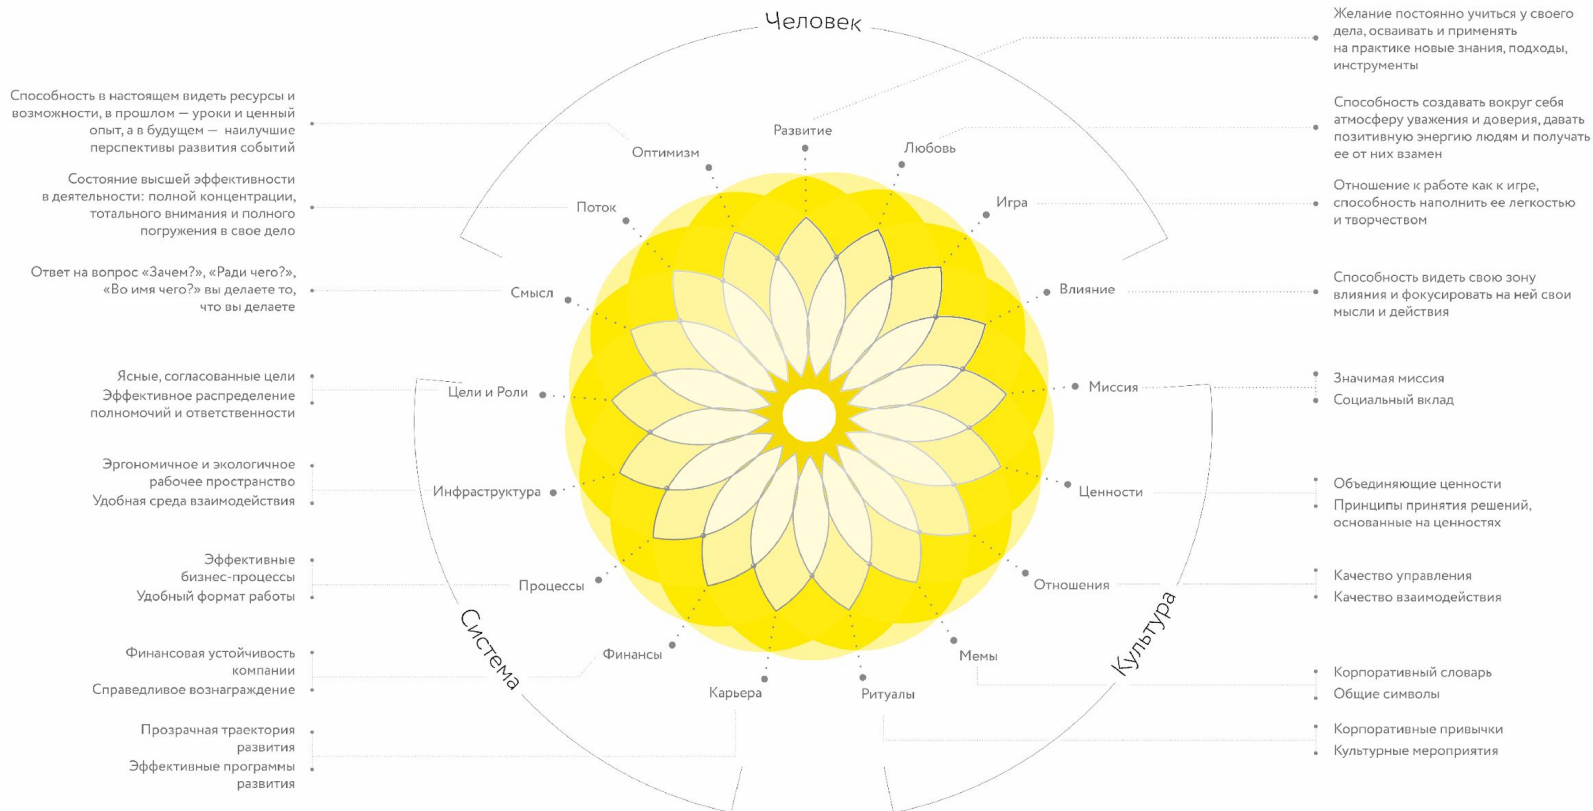 Человек
Способность в настоящем видеть ресурсы и
возможности, в прошлом — уроки и ценный
опыт, а в будущем — наилучшие
перспективы развития событий
Состояние высшей эффективности
в деятельности: полной концентрации,
тотального внимания и полного
погружения в свое дело
Ответ на вопрос «Зачем?», «Ради чего?»,
«Во имя чего?» вы делаете то,
что вы делаете
Ясные, согласованные цели
Эффективное распределение
полномочий и ответственности
Эргономичное и экологичное
рабочее пространство
Удобная среда взаимодействия
Эффективные
бизнес-процессы
Удобный формат работы
Финансовая устойчивость
компании
Справедливое вознаграждение
Прозрачная траектория
развития
Эффективные программы
развития
Развитие
Оптимизм
Любовь
Поток
Игра
Смысл
Влияние
Цели и Роли
Миссия
Инфраструктура
Ценности
Процессы
Отношения
Финансы
Мемы
Карьера
Ритуалы
Система
Культура
Желание постоянно учиться у своего
дела, осваивать и применять
на практике новые знания, подходы,
инструменты
Способность создавать вокруг себя
атмосферу уважения и доверия, давать
позитивную энергию людям и получать
ее от них взамен
Отношение к работе как к игре,
способность наполнить ее легкостью
и творчеством
Способность видеть свою зону
влияния и фокусировать на ней свои
мысли и действия
Значимая миссия
Социальный вклад
Объединяющие ценности
Принципы принятия решений,
основанные на ценностях
Качество управления
Качество взаимодействия
Корпоративный словарь
Общие символы
Корпоративные привычки
Культурные мероприятия